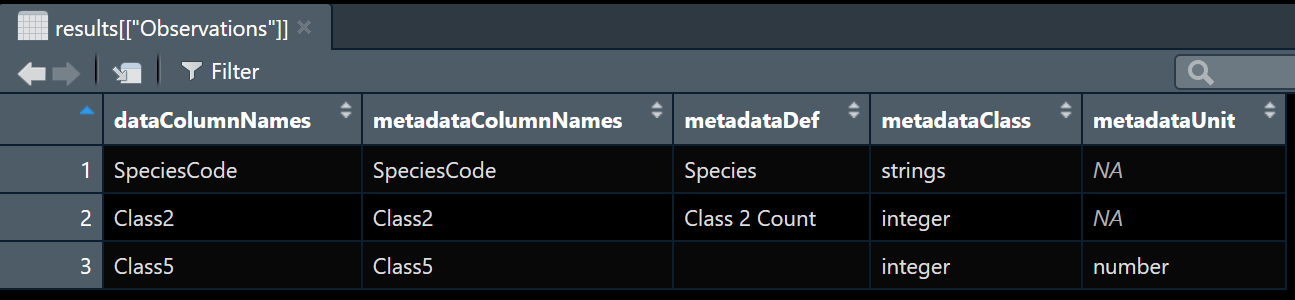 results[["Observations"]]
Filter
dataColumnNames metadataColumnNames metadataDef metadataClass metadataUnit
1 SpeciesCode SpeciesCode Species strings NA
2 Class2 Class2 Class 2 Count integer NA
3 Class5 Class5 integer number